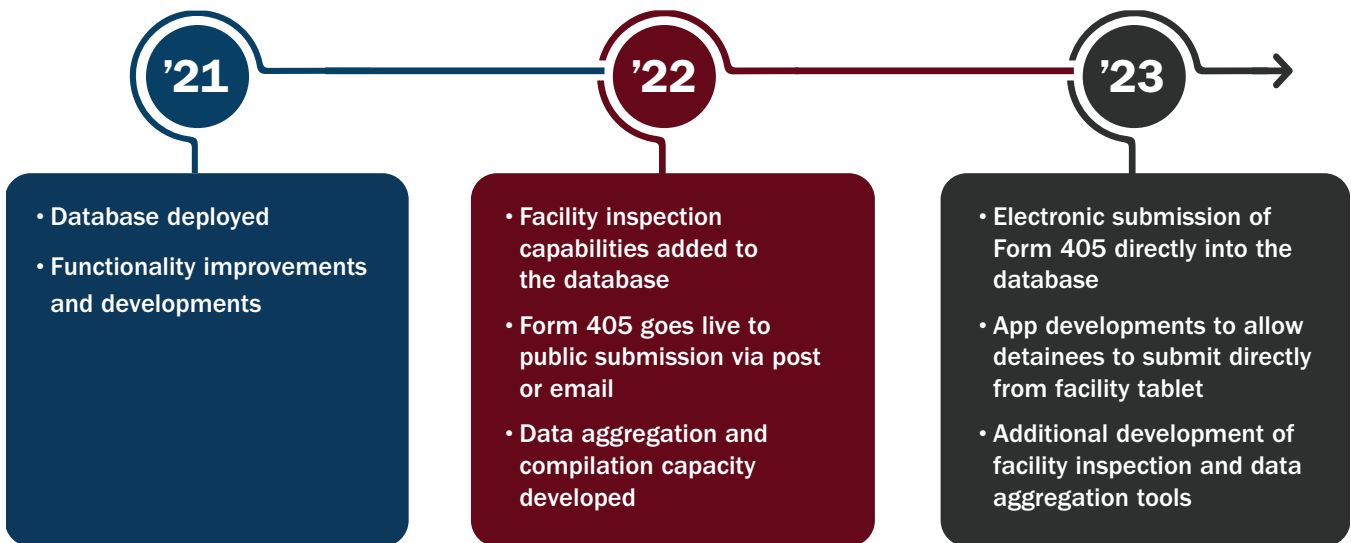 ’21
’22
’23
• Database deployed
• Functionality improvements
and developments
• Facility inspection
capabilities added to
the database
• Form 405 goes live to
public submission via post
or email
• Data aggregation and
compilation capacity
developed
• Electronic submission of
Form 405 directly into the
database
• App developments to allow
detainees to submit directly
from facility tablet
• Additional development of
facility inspection and data
aggregation tools